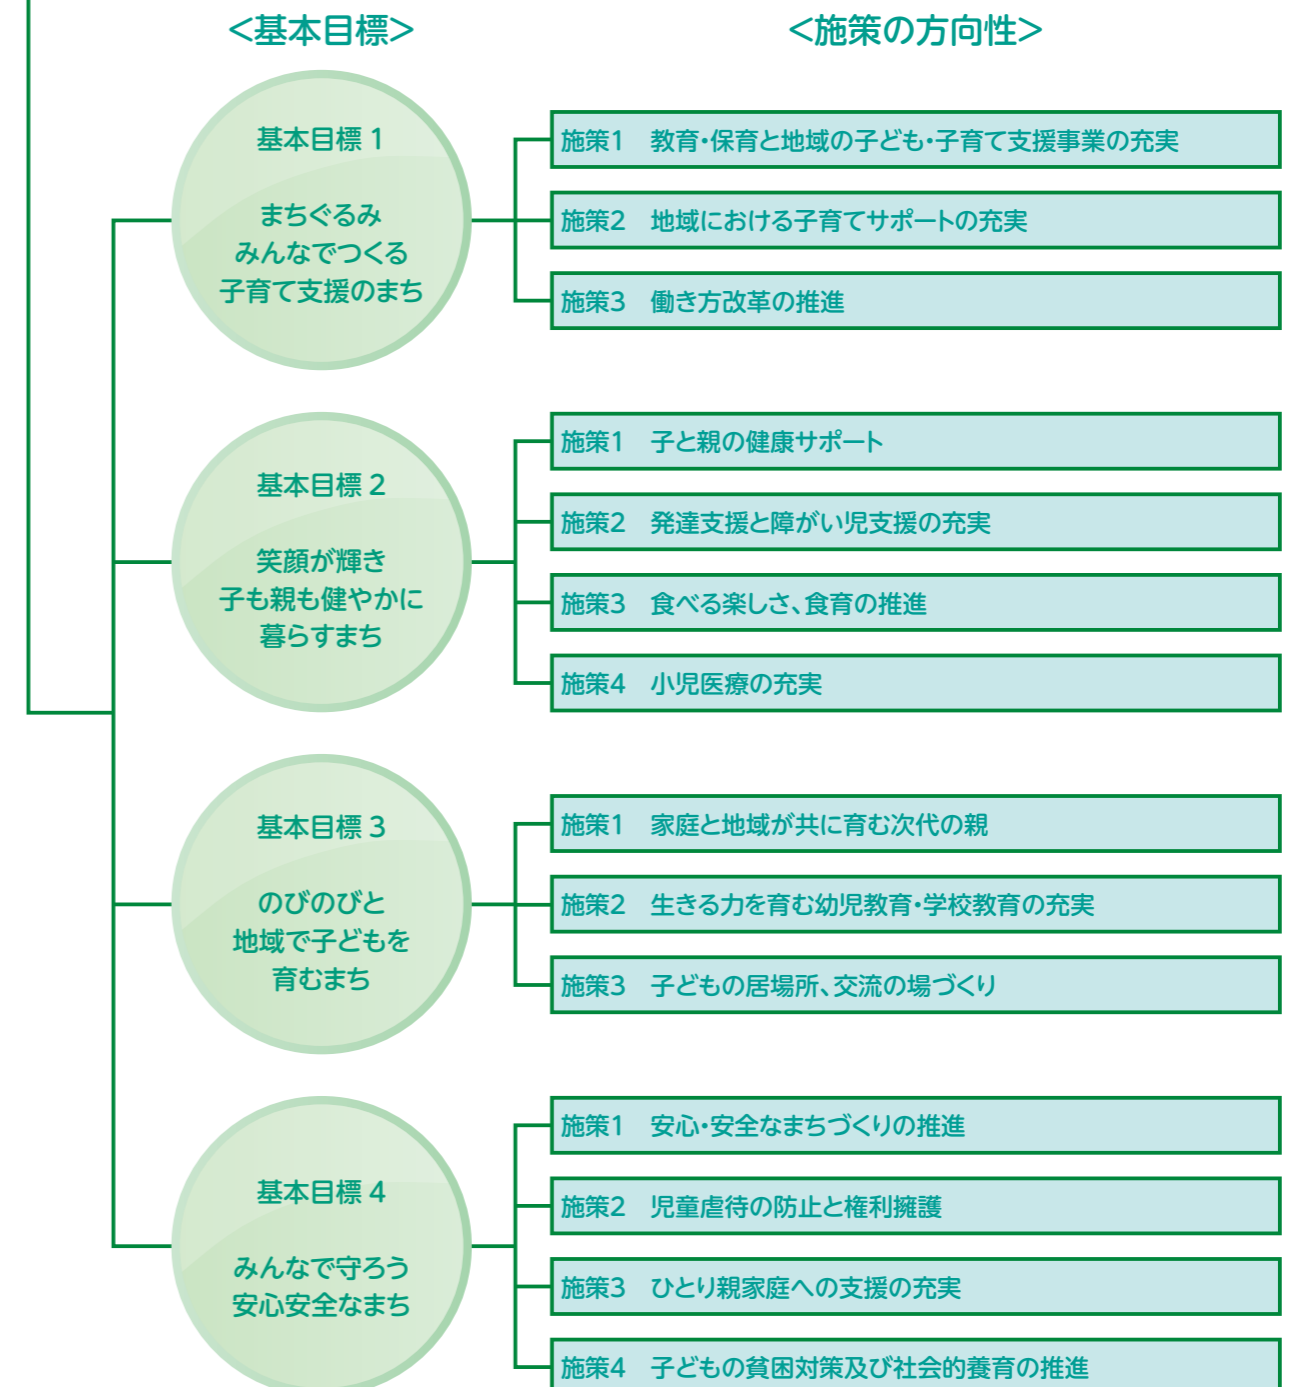 <基本目標>
<施策の方向性>
基本目標 1
まちぐるみ
みんなでつくる
子育て支援のまち
施策1 教育・保育と地域の子ども・子育て支援事業の充実
施策2 地域における子育てサポートの充実
施策3 働き方改革の推進
基本目標 2
笑顔が輝き
子も親も健やかに
暮らすまち
施策1 子と親の健康サポート
施策2 発達支援と障がい児支援の充実
施策3 食べる楽しさ、食育の推進
施策4 小児医療の充実
基本目標 3
のびのびと
地域で子どもを
育むまち
施策1 家庭と地域が共に育む次代の親
施策2 生きる力を育む幼児教育・学校教育の充実
施策3 子どもの居場所、交流の場づくり
基本目標 4
みんなで守ろう
安心安全なまち
施策1 安心・安全なまちづくりの推進
施策2 児童虐待の防止と権利擁護
施策3 ひとり親家庭への支援の充実
施策4 子どもの貧困対策及び社会的養育の推進